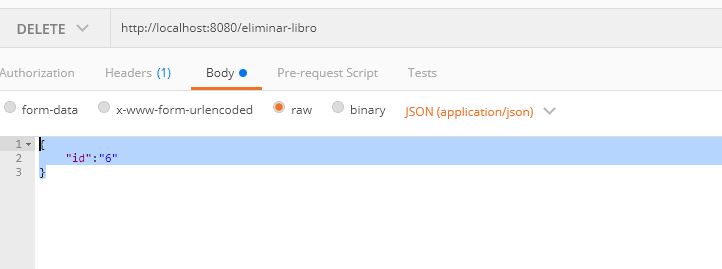 DELETE http://localhost:8080/eliminar-libro
Authorization Headers (1) Body Pre-request Script Tests
form-data x-www-form-urlencoded raw binary JSON (application/json)
1 {
2 "id":"6"
3 }